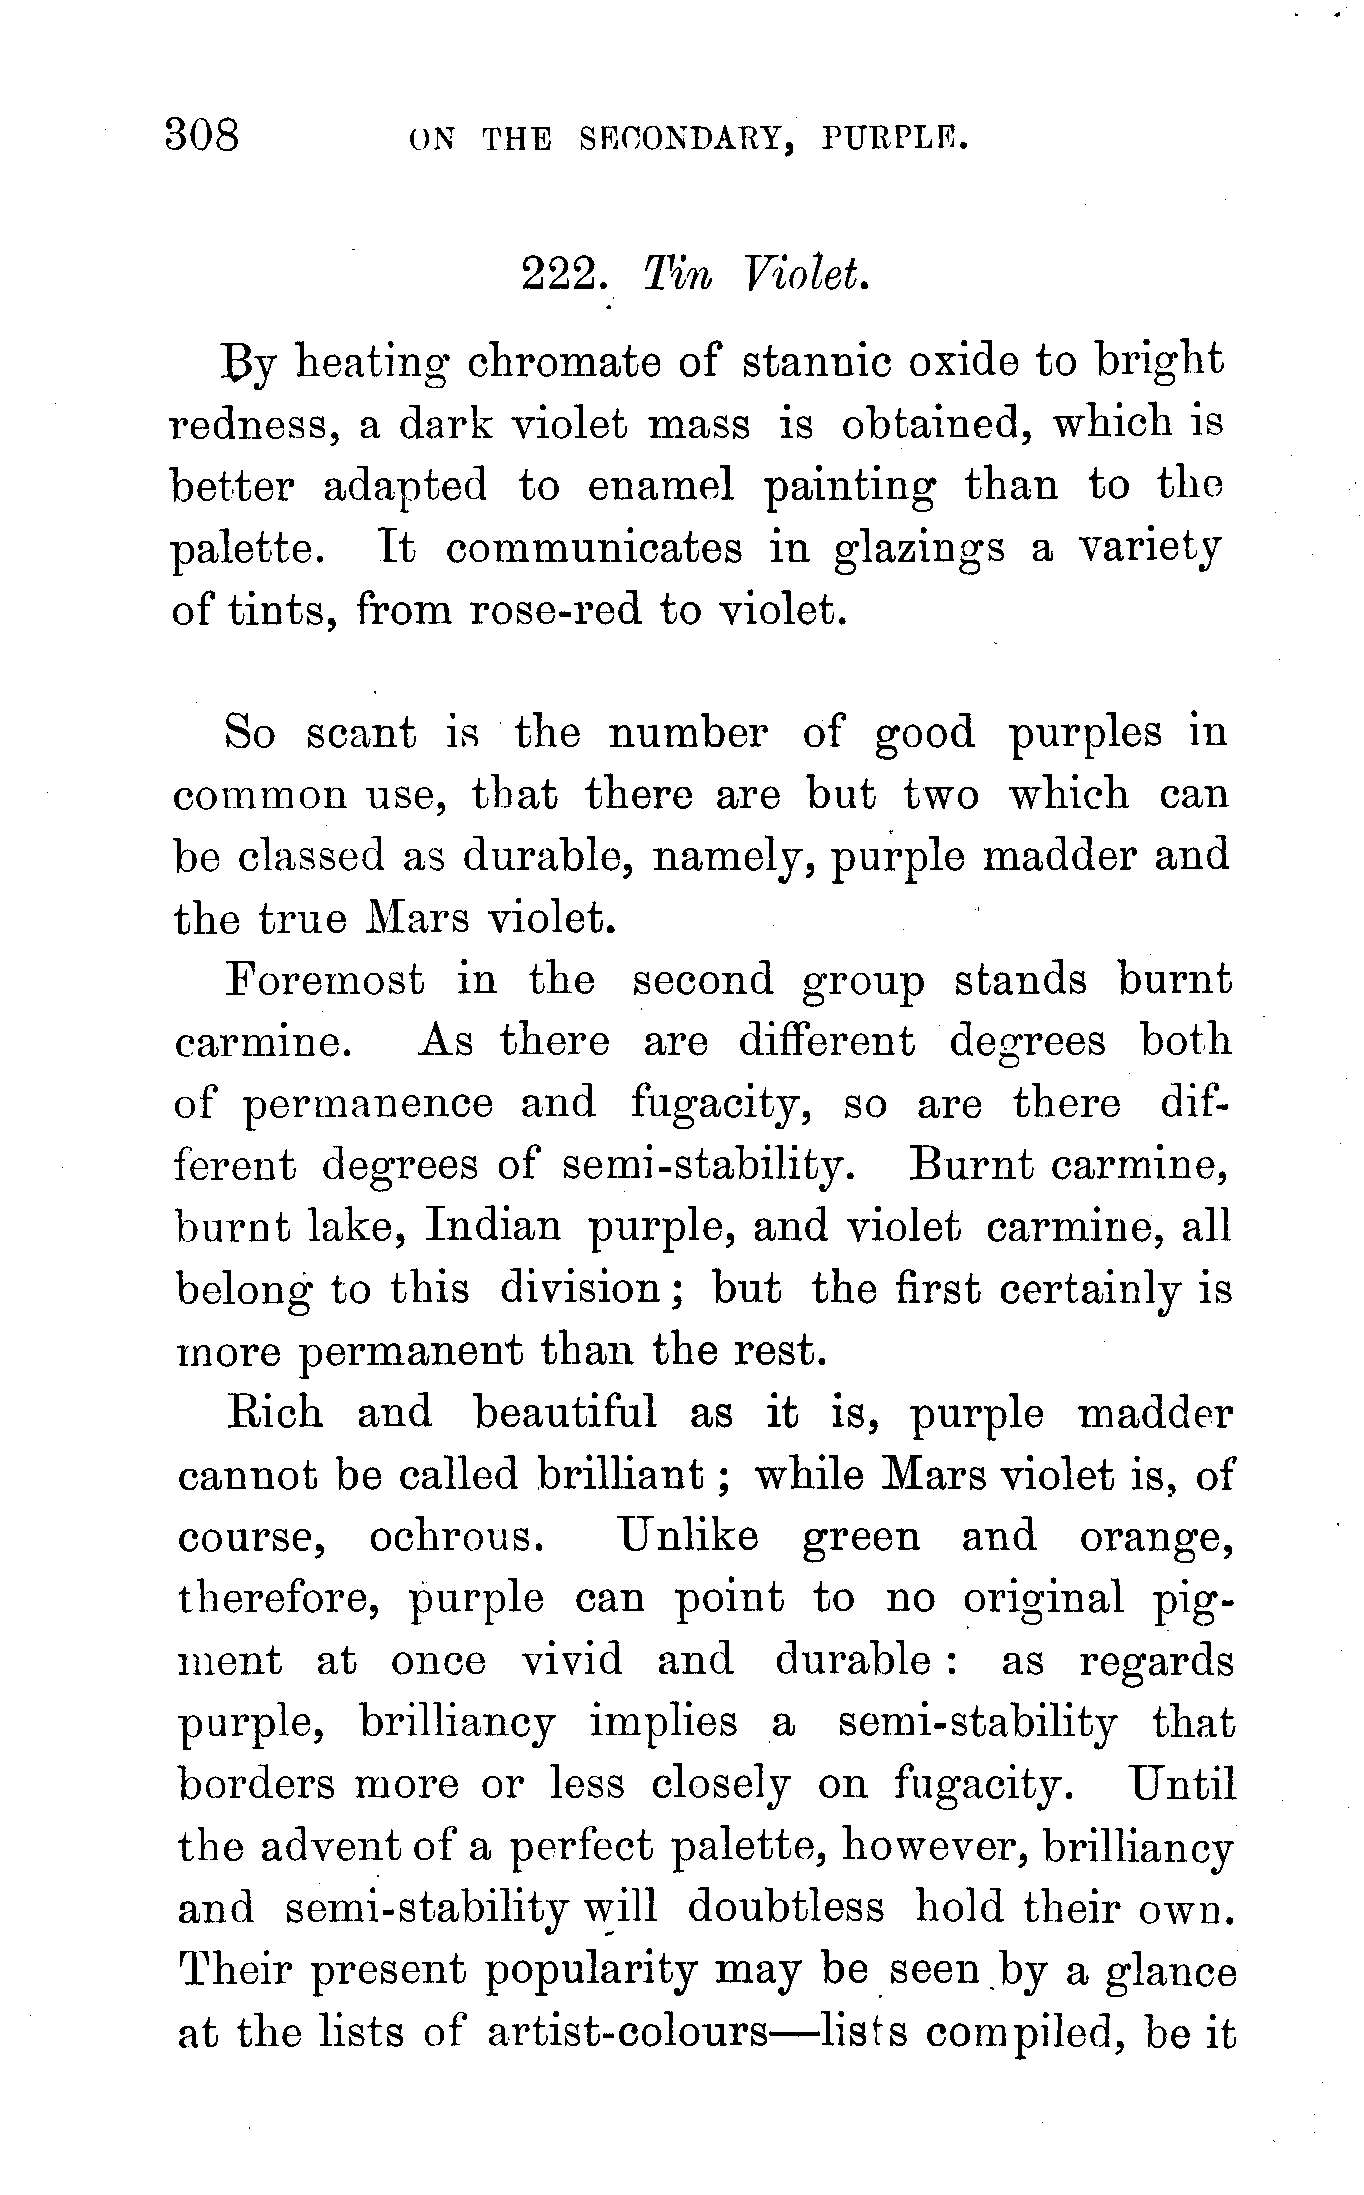 308 ON THE SECONDARY, PURPLE.
222. Tin Violet.
By heating chromate of stannic oxide to bright
redness, a dark violet mass is obtained, which is
better adapted to enamel painting than to the
palette. It communicates in glazings a variety
of tints, from rose-red to violet.
So scant is the number of good purples in
common use, that there are but two which can
be classed as durable, namely, purple madder and
the true Mars violet.
Foremost in the second group stands burnt
carmine. As there are different degrees both
of permanence and fugacity, so are there dif-
ferent degrees of semi-stability. Burnt carmine,
burnt lake, Indian purple, and violet carmine, all
belong to this division; but the first certainly is
more permanent than the rest.
Rich and beautiful as it is, purple madder
cannot be called brilliant; while Mars violet is, of
course, ochrous. Unlike green and orange,
therefore, purple can point to no original pig-
ment at once vivid and durable: as regards
purple, brilliancy implies a semi-stability that
borders more or less closely on fugacity. Until
the advent of a perfect palette, however, brilliancy
and semi-stability will doubtless hold their own.
Their present popularity may be seen by a glance
at the lists of artist-colours—lists compiled, be it